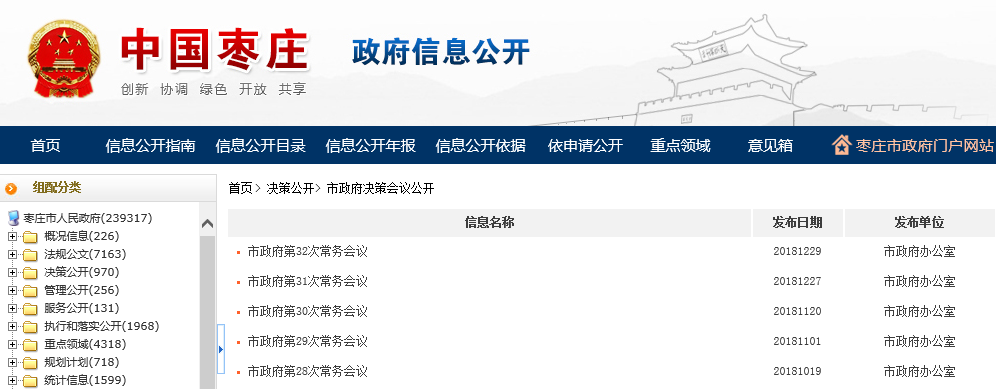 中国枣庄
政府信息公开
创新 协调 绿色 开放 共享
首页 信息公开指南 信息公开目录 信息公开年报 信息公开依据 依申请公开 重点领域 意见箱 枣庄市政府门户网站
组配分类
枣庄市人民政府(239317)
概况信息(226)
法规公文(7163)
决策公开(970)
管理公开(256)
服务公开(131)
执行和落实公开(1968)
重点领域(4318)
规划计划(718)
统计信息(1599)
首页> 决策公开> 市政府决策会议公开
信息名称 发布日期 发布单位
市政府第32次常务会议 20181229 市政府办公室
市政府第31次常务会议 20181227 市政府办公室
市政府第30次常务会议 20181120 市政府办公室
市政府第29次常务会议 20181101 市政府办公室
市政府第28次常务会议 20181019 市政府办公室